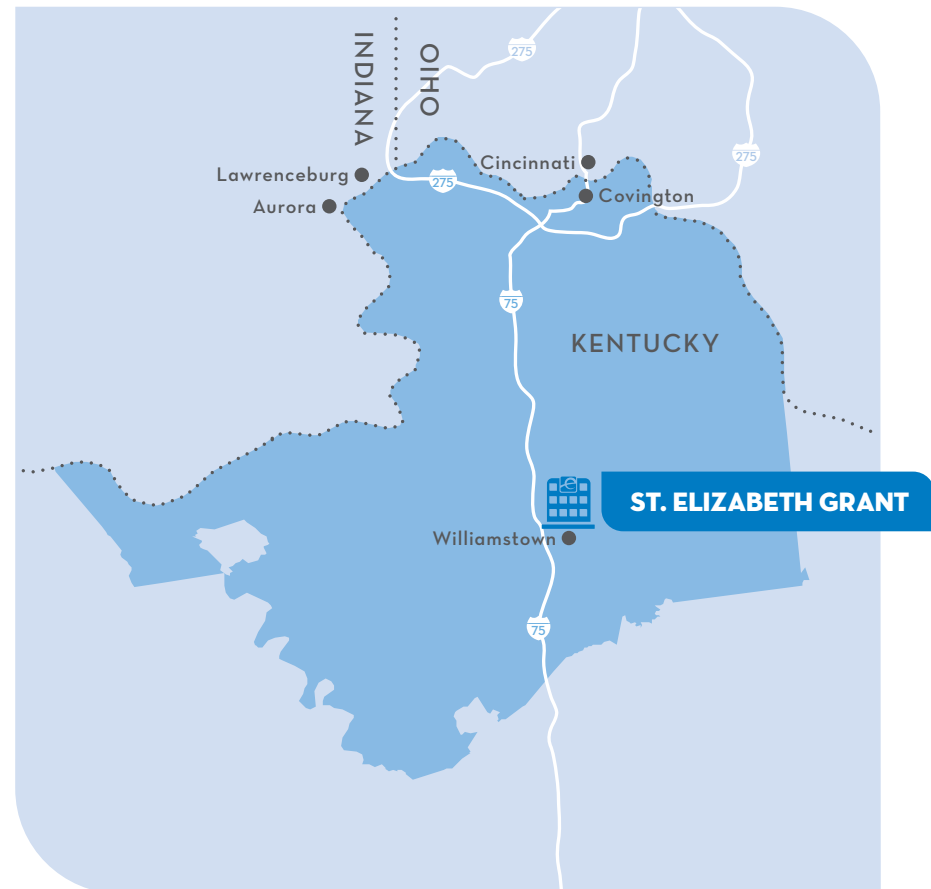 INDIANA
OIHO
275
Lawrenceburg
Aurora
275
Cincinnati
Covington
275
75
KENTUCKY
ST. ELIZABETH GRANT
Williamstown
75